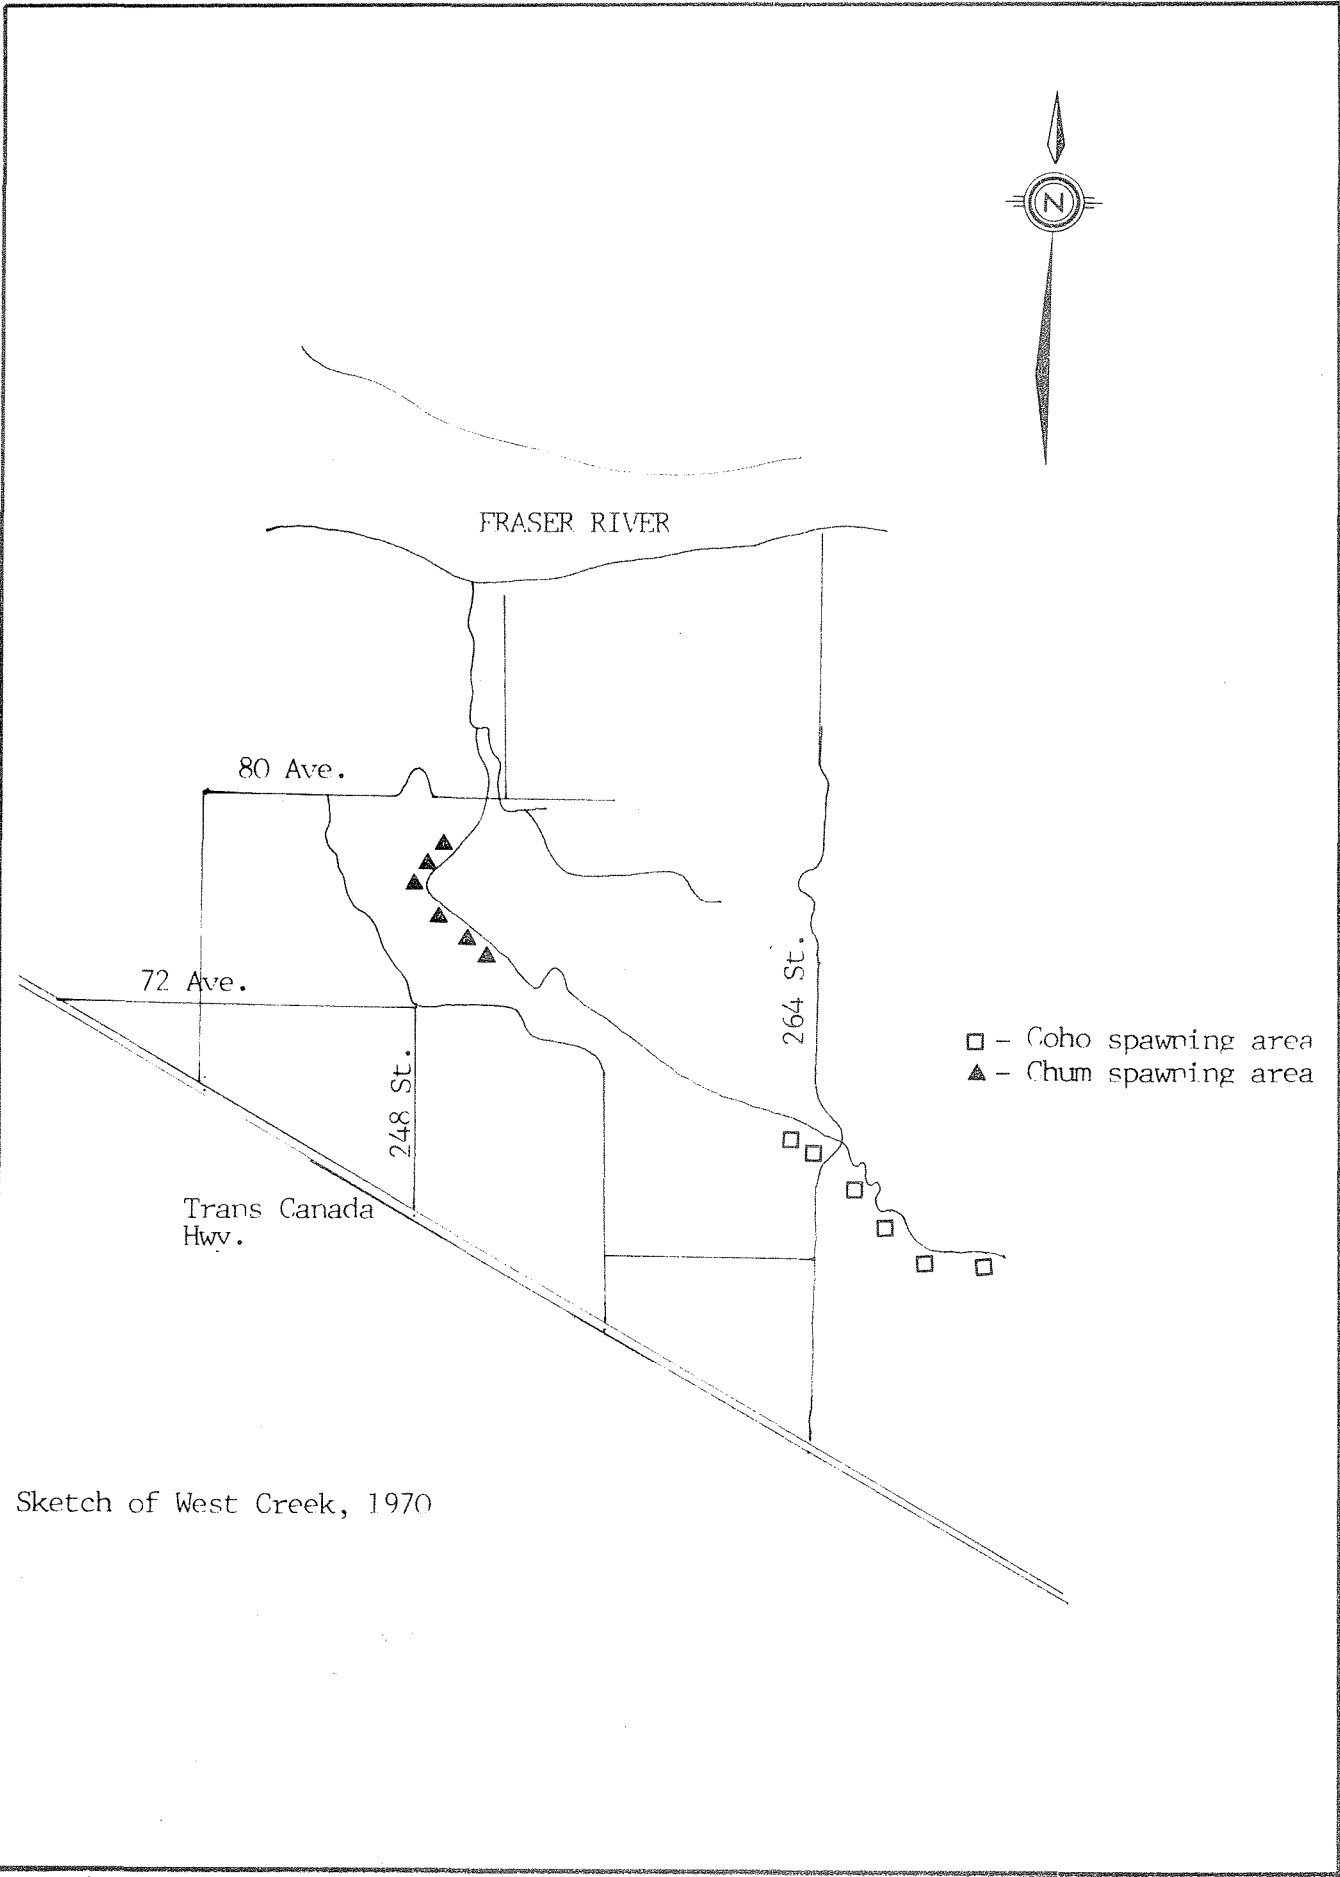 N
FRASER RIVER
80 Ave.
72 Ave.
264 St.
248 St.
□ - Coho spawning area
▲ - Chum spawning area
Trans Canada
Hwy.
Sketch of West Creek, 1970